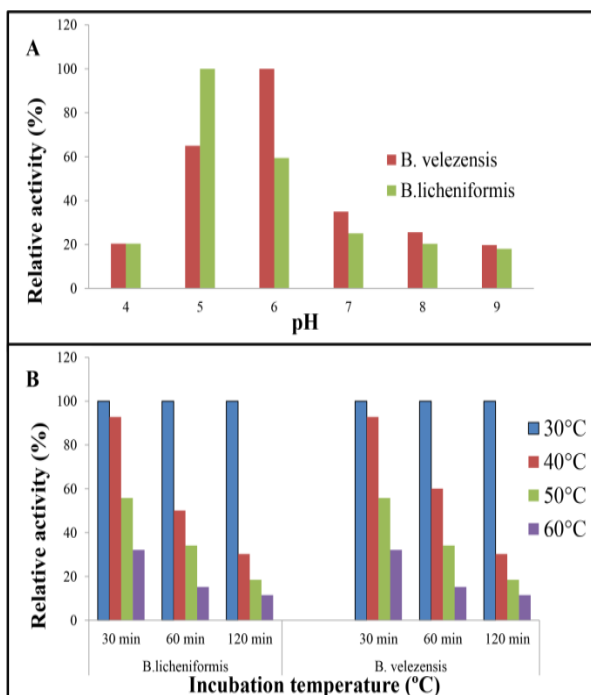 A
Relative activity (%)
120
100
80
60
40
20
0
4 5 6 7 8 9
pH
B. velezensis
B.licheniformis
B
Relative activity (%)
120
100
80
60
40
20
0
30°C
40°C
50°C
60°C
30 min 60 min 120 min 30 min 60 min 120 min
B.licheniformis B. velezensis
Incubation temperature (ºC)